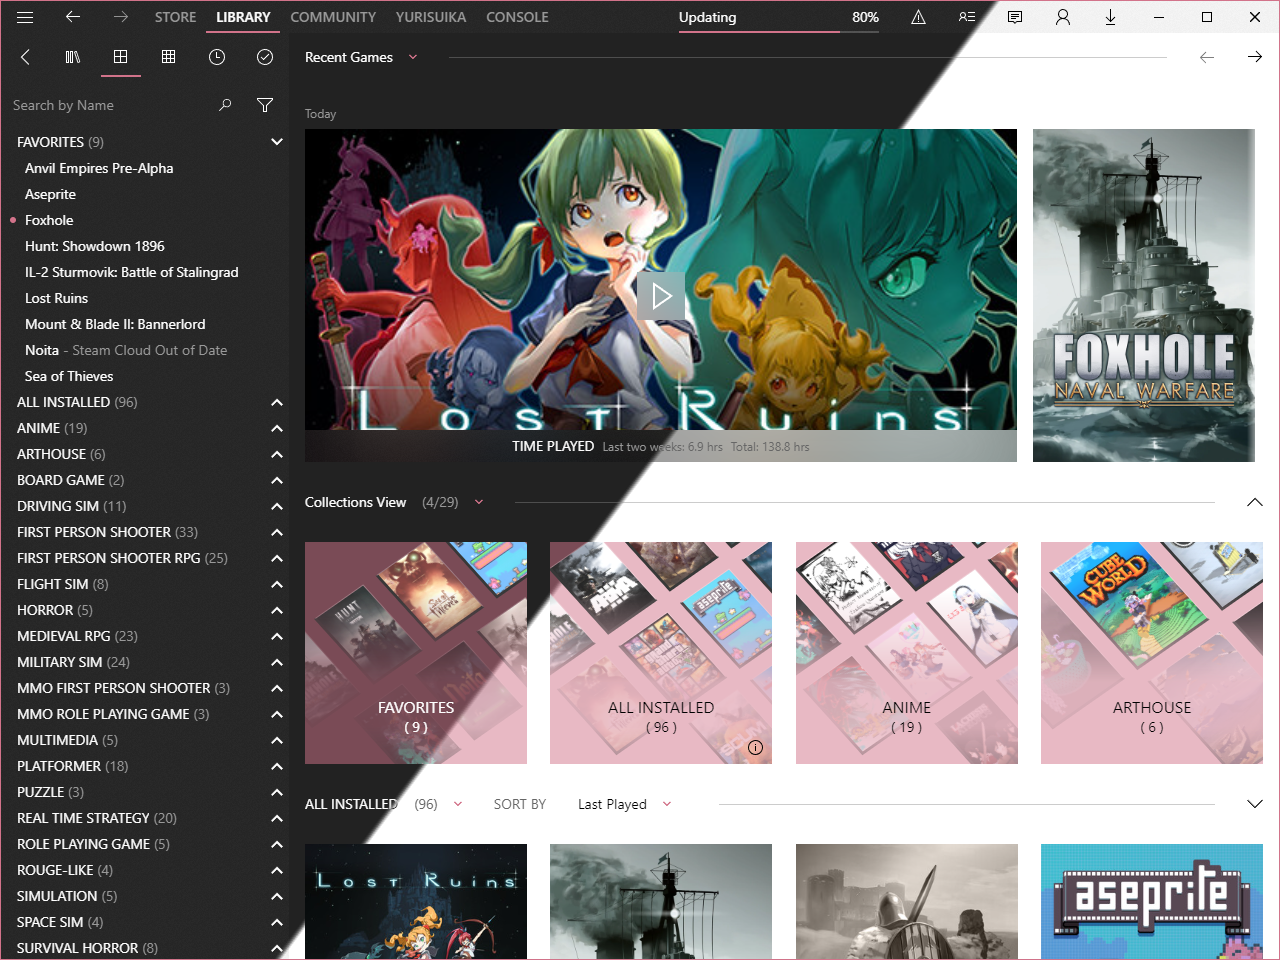 STORE LIBRARY COMMUNITY YURISUIKA CONSOLE Updating 80%
Search by Name
FAVORITES (9)
Anvil Empires Pre-Alpha
Aseprite
Foxhole
Hunt: Showdown 1896
IL-2 Sturmovik: Battle of Stalingrad
Lost Ruins
Mount & Blade II: Bannerlord
Noita - Steam Cloud Out of Date
Sea of Thieves
ALL INSTALLED (96)
ANIME (19)
ARTHOUSE (6)
BOARD GAME (2)
DRIVING SIM (11)
FIRST PERSON SHOOTER (33)
FIRST PERSON SHOOTER RPG (25)
FLIGHT SIM (8)
HORROR (5)
MEDIEVAL RPG (23)
MILITARY SIM (24)
MMO FIRST PERSON SHOOTER (3)
MMO ROLE PLAYING GAME (3)
MULTIMEDIA (5)
PLATFORMER (18)
PUZZLE (3)
REAL TIME STRATEGY (20)
ROLE PLAYING GAME (5)
ROUGE-LIKE (4)
SIMULATION (5)
SPACE SIM (4)
SURVIVAL HORROR (8)
Recent Games
Today
Lost Ruins
TIME PLAYED Last two weeks: 6.9 hrs Total: 138.8 hrs
FOXHOLE
NAVAL WARFARE
Collections View (4/29)
HUNT
Sea of Thieves
FAVORITES
( 9 )
ARMA
aseprite
ALL INSTALLED
( 96 )
ANIME
( 19 )
CUBE
WORLD
ARTHOUSE
( 6 )
ALL INSTALLED (96) SORT BY Last Played
Lost Ruins
aseprite